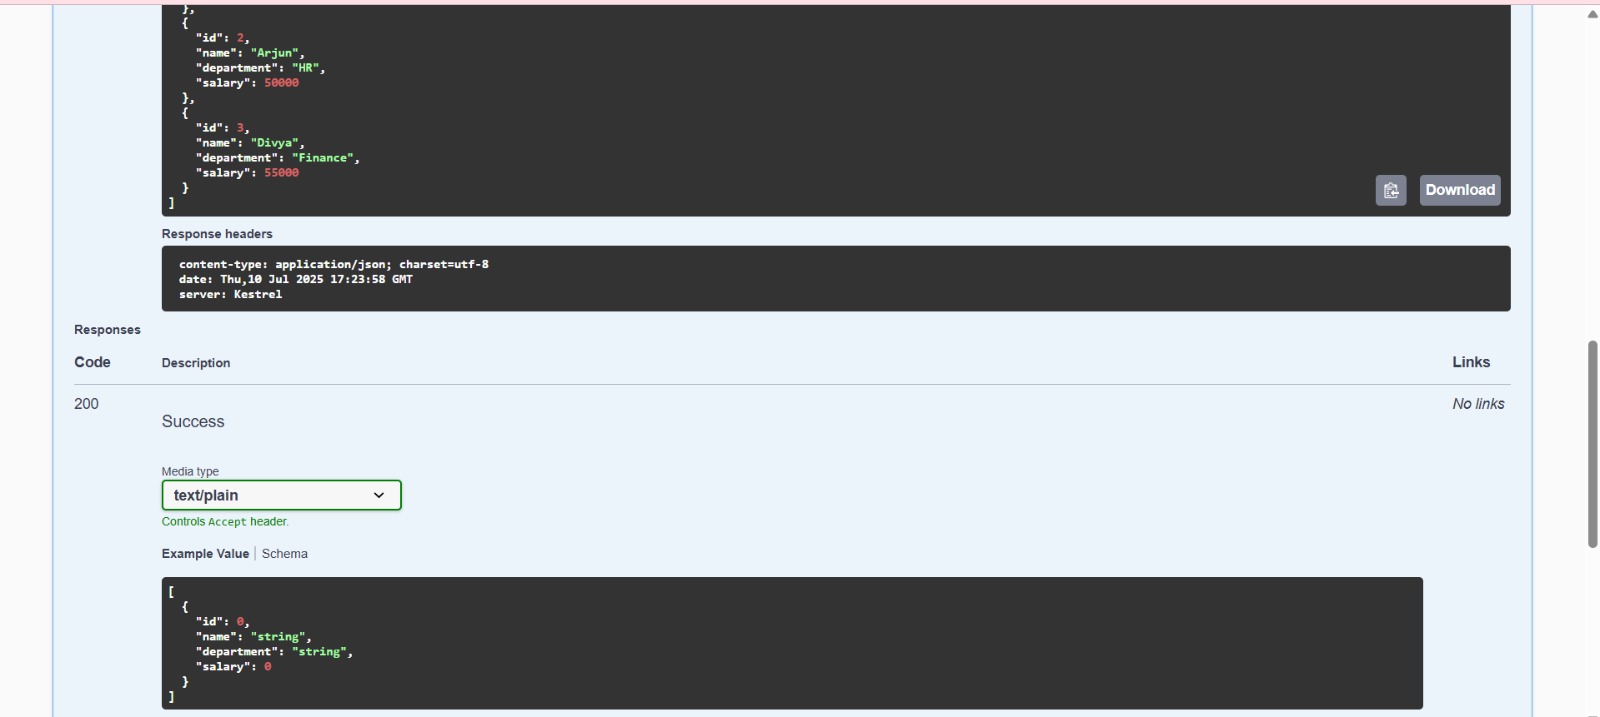 },
{
"id": 2,
"name": "Arjun",
"department": "HR",
"salary": 50000
},
{
"id": 3,
"name": "Divya",
"department": "Finance",
"salary": 55000
}
]
Download
Response headers
content-type: application/json; charset=utf-8
date: Thu,10 Jul 2025 17:23:58 GMT
server: Kestrel
Responses
Code Description Links
200 Success No links
Media type
text/plain
Controls Accept header.
Example Value Schema
[
{
"id": 0,
"name": "string",
"department": "string",
"salary": 0
}
]